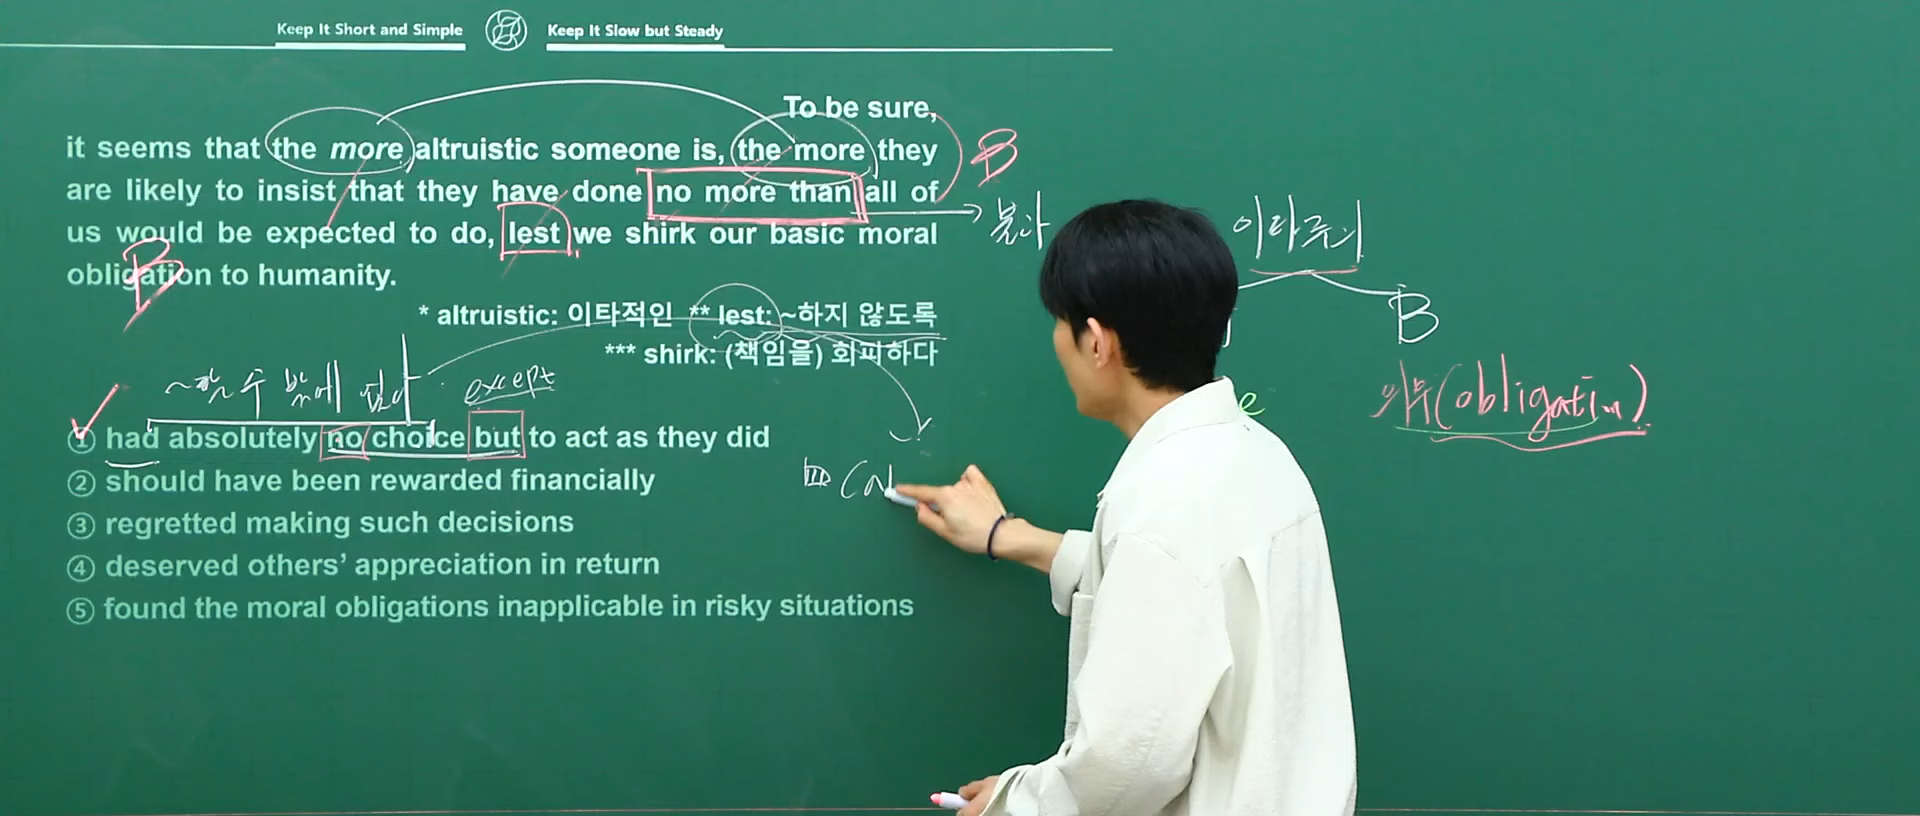 Keep It Short and Simple
Keep It Slow but Steady
To be sure,
it seems that the more altruistic someone is, the more they
are likely to insist that they have done no more than all of
us would be expected to do, lest we shirk our basic moral
obligation to humanity.
* altruistic: 이타적인 ** lest: ~하지 않도록
*** shirk: (책임을) 회피하다
B
B
이타주의
B
(obligation)
e
~할 수 밖에 없다
except
① had absolutely no choice but to act as they did
② should have been rewarded financially
③ regretted making such decisions
④ deserved others' appreciation in return
⑤ found the moral obligations inapplicable in risky situations